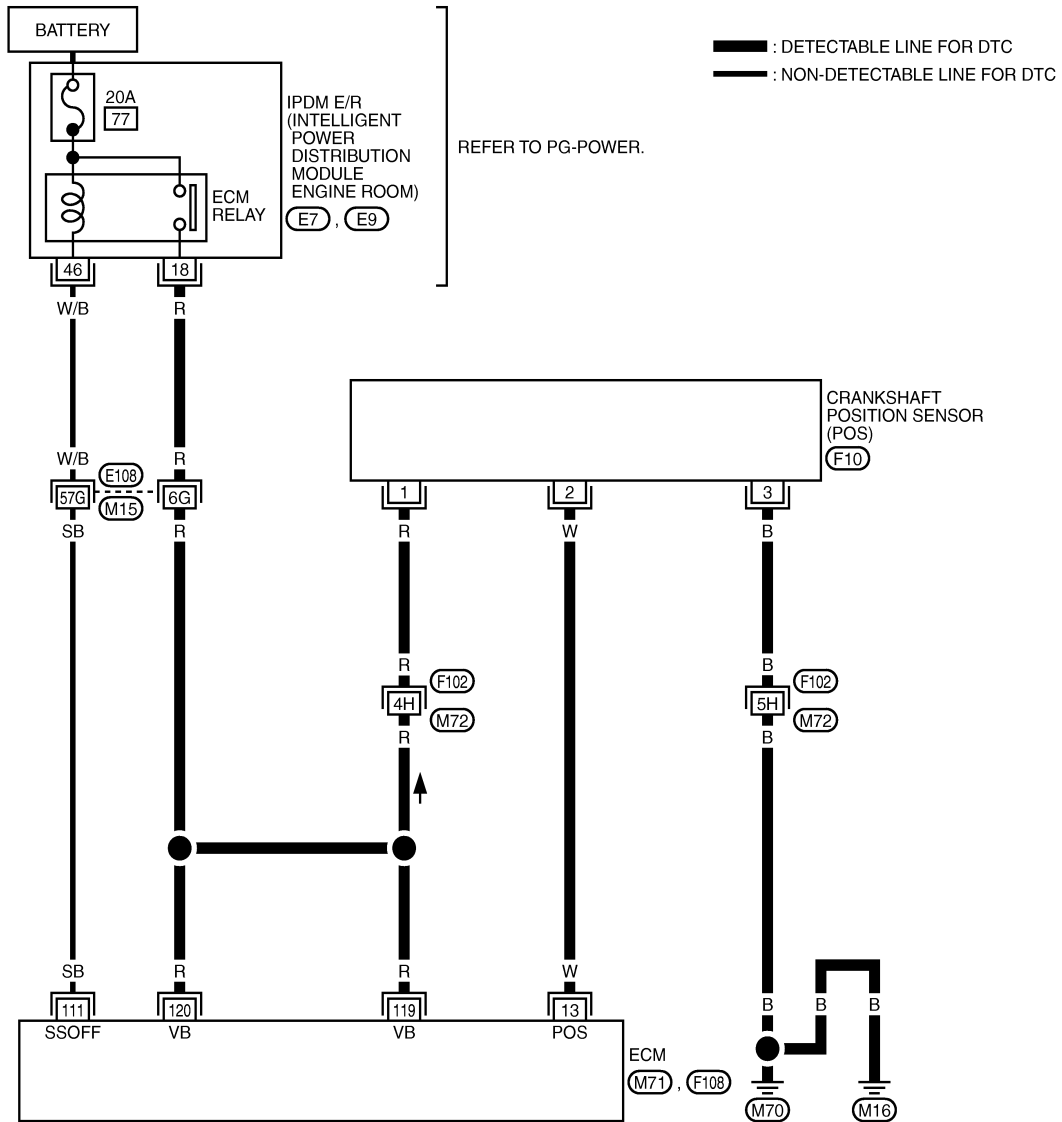 BATTERY
: DETECTABLE LINE FOR DTC
: NON-DETECTABLE LINE FOR DTC
20A
77
IPDM E/R
(INTELLIGENT
POWER
DISTRIBUTION
MODULE
ENGINE ROOM)
E7 , E9
REFER TO PG-POWER.
ECM
RELAY
46 18
W/B R
CRANKSHAFT
POSITION SENSOR
(POS)
F10
W/B R
E108
57G 6G
M15
1 2 3
SB R R W B
R B
F102 F102
4H 5H
M72 M72
R B
SB R R W B B B
111 120 119 13
SSOFF VB VB POS
ECM
M71 , F108
M70 M16